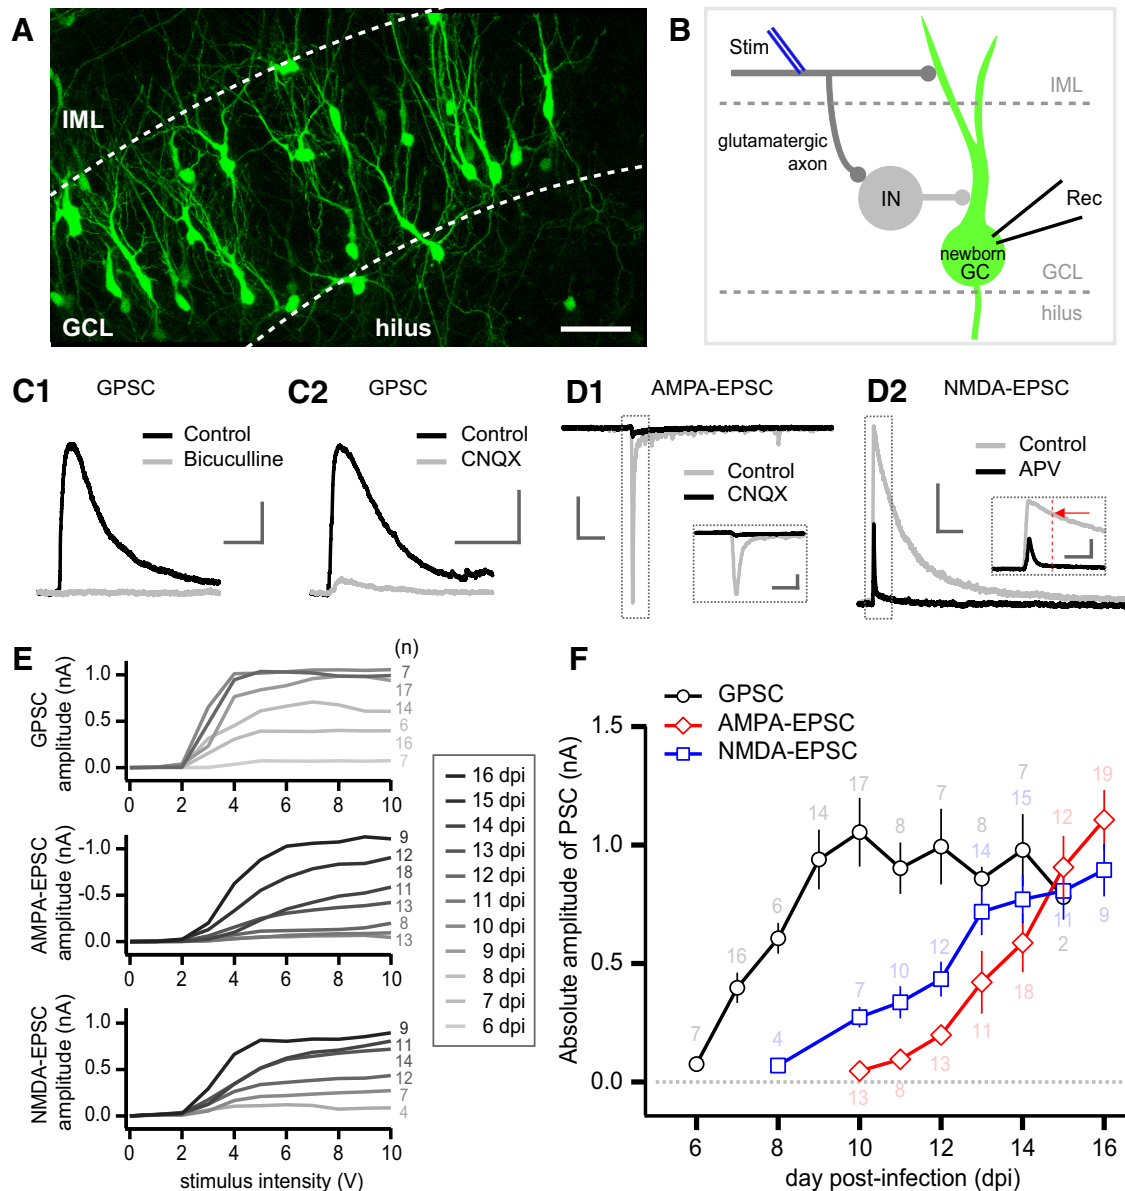 A
IML
GCL
hilus
B
Stim
IML
glutamatergic
axon
IN
Rec
newborn
GC
GCL
hilus
C1
GPSC
Control
Bicuculline
C2
GPSC
Control
CNQX
D1
AMPA-EPSC
Control
CNQX
D2
NMDA-EPSC
Control
APV
E
(n)
GPSC
amplitude (nA)
1.0
0.5
0.0
0 2 4 6 8 10
7
17
14
6
16
7
AMPA-EPSC
amplitude (nA)
-1.0
-0.5
0.0
0 2 4 6 8 10
9
12
18
11
13
8
13
NMDA-EPSC
amplitude (nA)
1.0
0.5
0.0
0 2 4 6 8 10
9
11
14
12
7
4
stimulus intensity (V)
16 dpi
15 dpi
14 dpi
13 dpi
12 dpi
11 dpi
10 dpi
9 dpi
8 dpi
7 dpi
6 dpi
F
GPSC
AMPA-EPSC
NMDA-EPSC
Absolute amplitude of PSC (nA)
1.5
1.0
0.5
0.0
7 16 6 14 17 8 7 8 7 2
4 7 10 12 14 15 11 9
13 8 13 11 18 12 19
6 8 10 12 14 16
day post-infection (dpi)